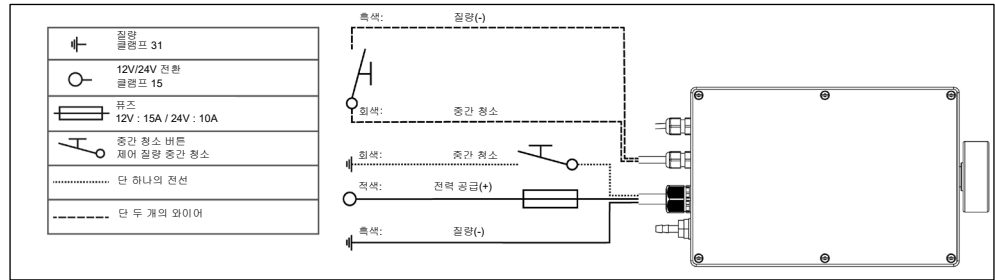 질량
클램프 31
12V/24V 전환
클램프 15
퓨즈
12V : 15A / 24V : 10A
중간 청소 버튼
제어 질량 중간 청소
단 하나의 전선
단 두 개의 와이어
흑색: 질량(-)
회색: 중간 청소
회색: 중간 청소
적색: 전력 공급(+)
흑색: 질량(-)